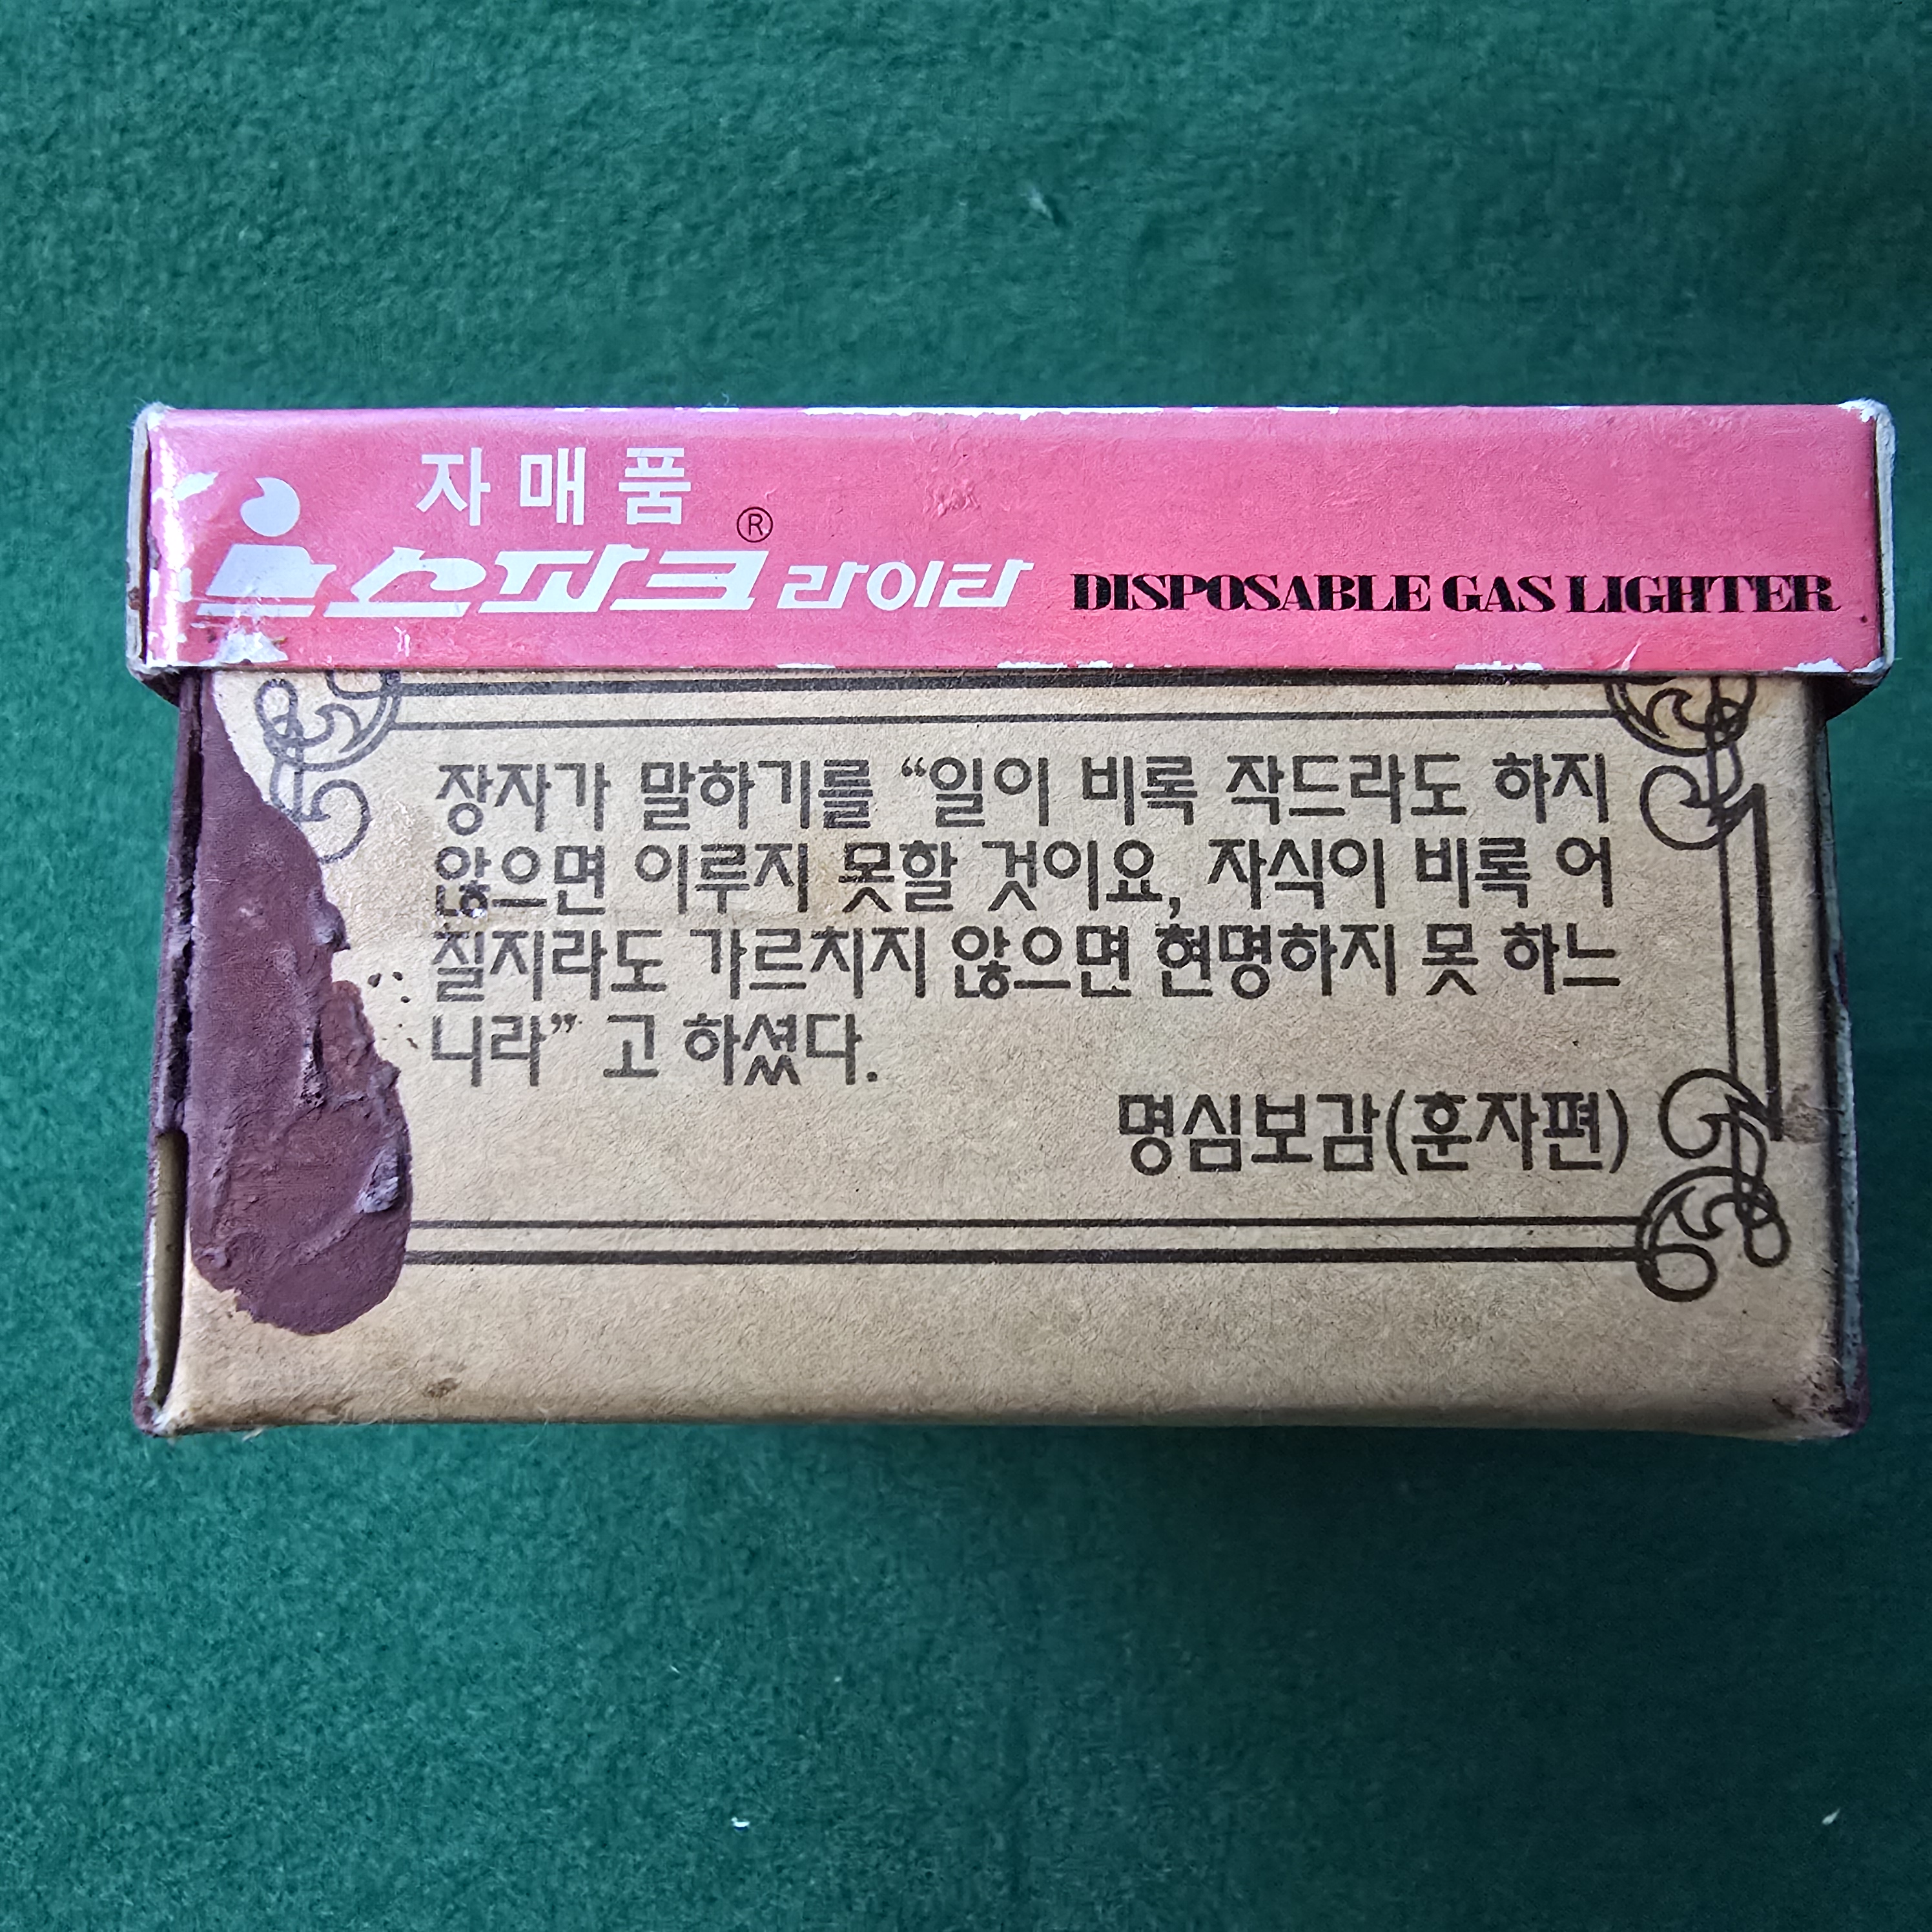 자매품
스파크® 라이타 DISPOSABLE GAS LIGHTER
장자가 말하기를 “일이 비록 작드라도 하지
않으면 이루지 못할 것이요, 자식이 비록 어
질지라도 가르치지 않으면 현명하지 못 하느
니라” 고 하셨다.
명심보감(훈자편)